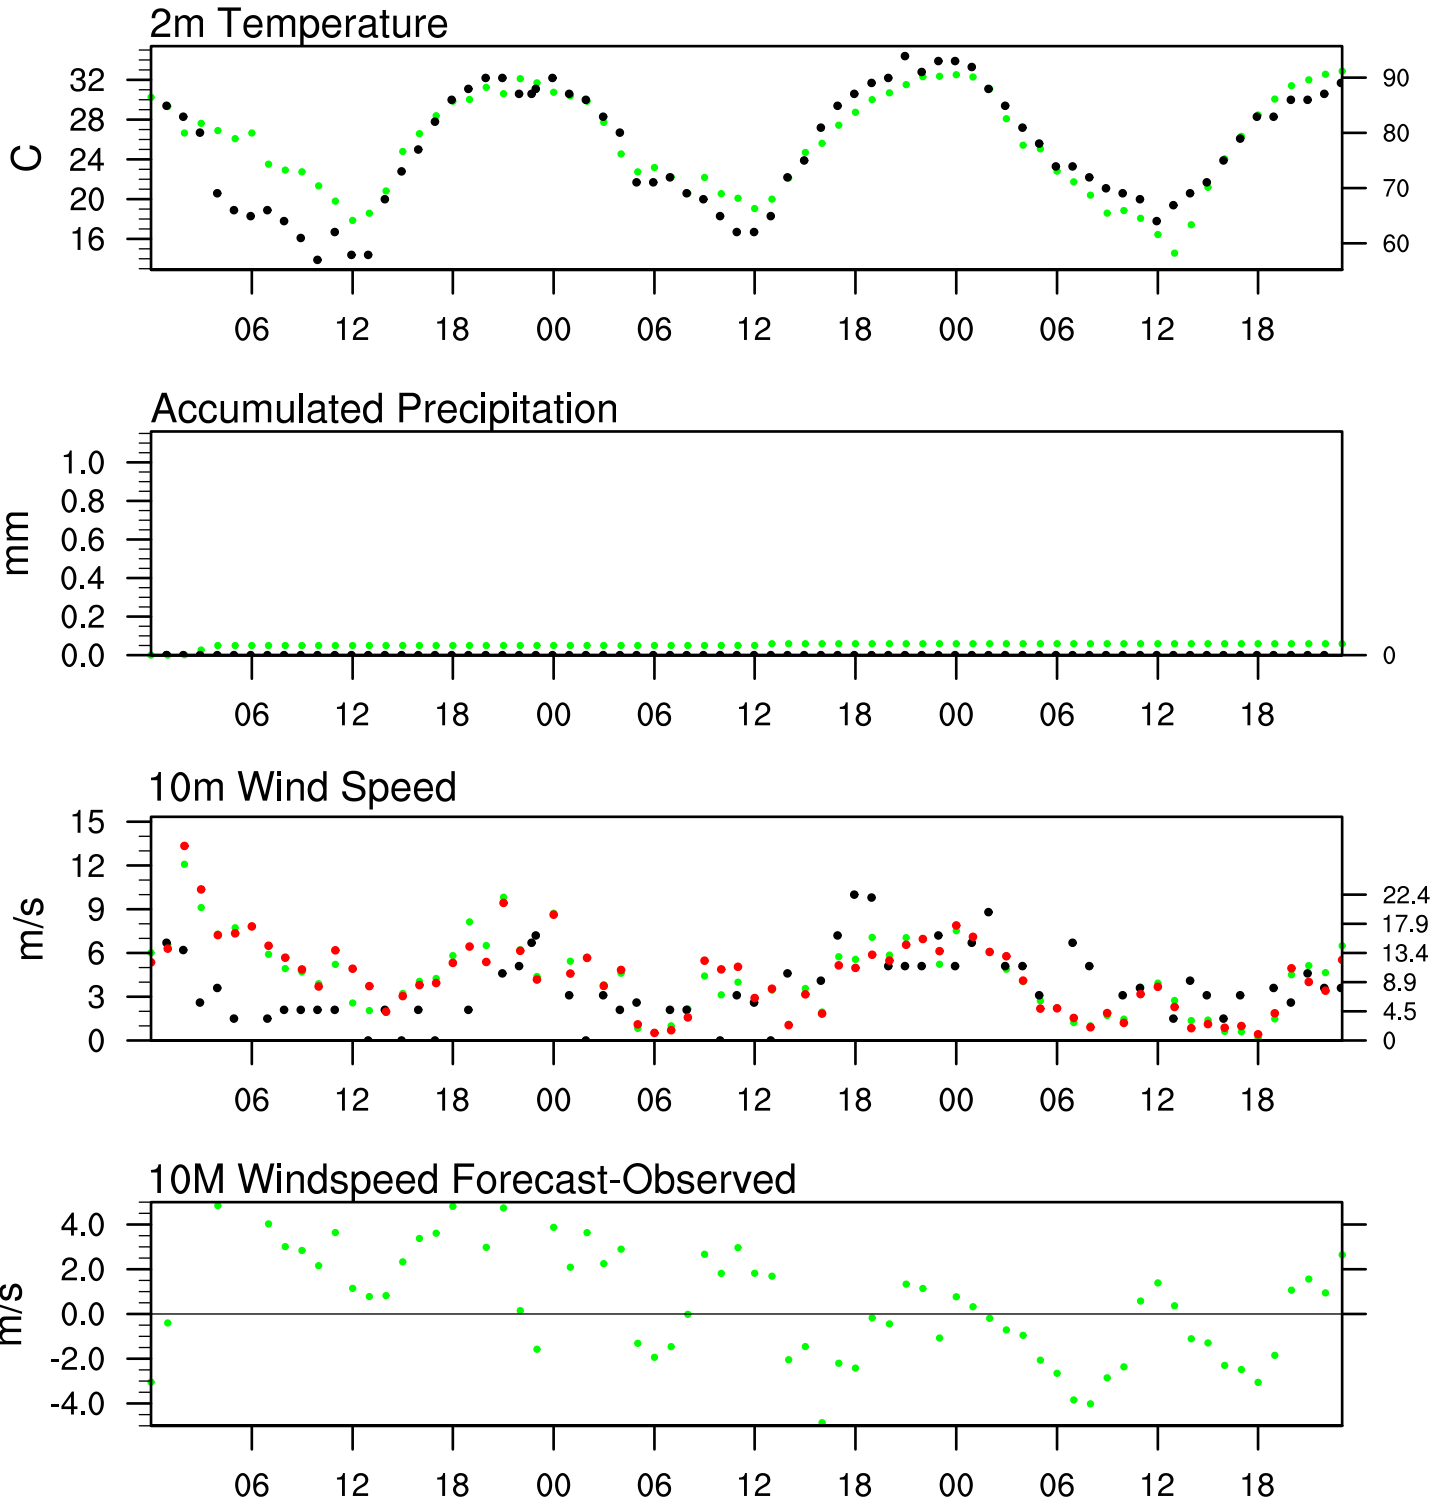 2m Temperature
32
28
24
20
16
C
90
80
70
60
06 12 18 00 06 12 18 00 06 12 18
Accumulated Precipitation
1.0
0.8
0.6
0.4
0.2
0.0
mm
0
06 12 18 00 06 12 18 00 06 12 18
10m Wind Speed
15
12
9
6
3
0
m/s
22.4
17.9
13.4
8.9
4.5
0
06 12 18 00 06 12 18 00 06 12 18
10M Windspeed Forecast-Observed
4.0
2.0
0.0
-2.0
-4.0
m/s
06 12 18 00 06 12 18 00 06 12 18